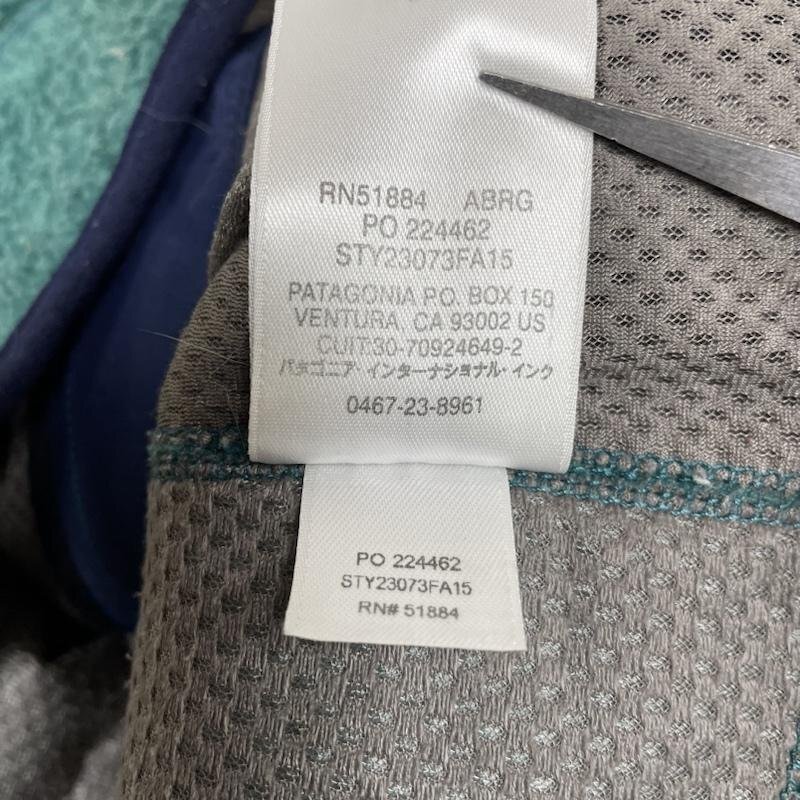 RN51884 ABRG
PO 224462
STY23073FA15
PATAGONIA P.O. BOX 150
VENTURA, CA 93002 US
CUIT:30-70924649-2
パタゴニア・インターナショナル・インク
0467-23-8961
PO 224462
STY23073FA15
RN# 51884